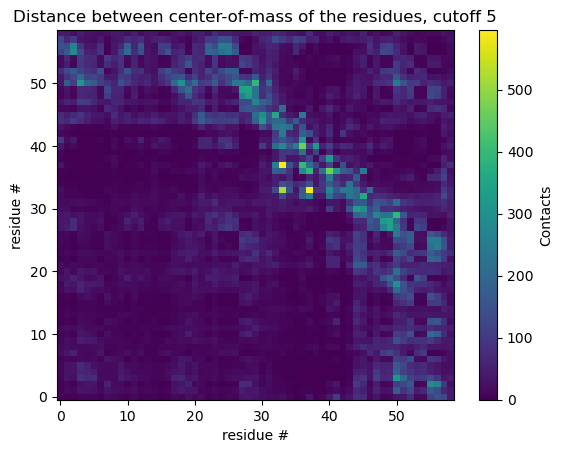 Distance between center-of-mass of the residues, cutoff 5
residue #
50
40
30
20
10
0
0 10 20 30 40 50
residue #
500
400
300
200
100
0
Contacts